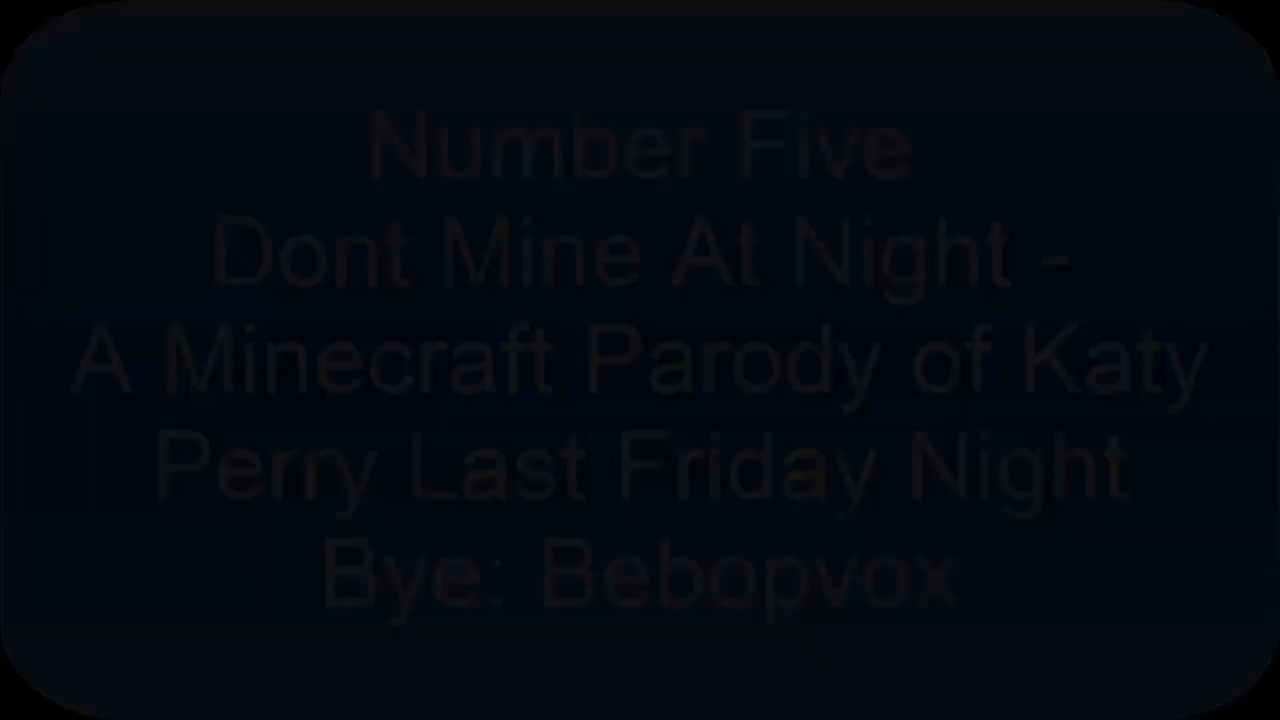 Number Five
Dont Mine At Night -
A Minecraft Parody of Katy
Perry Last Friday Night
Bye: Bebopvox